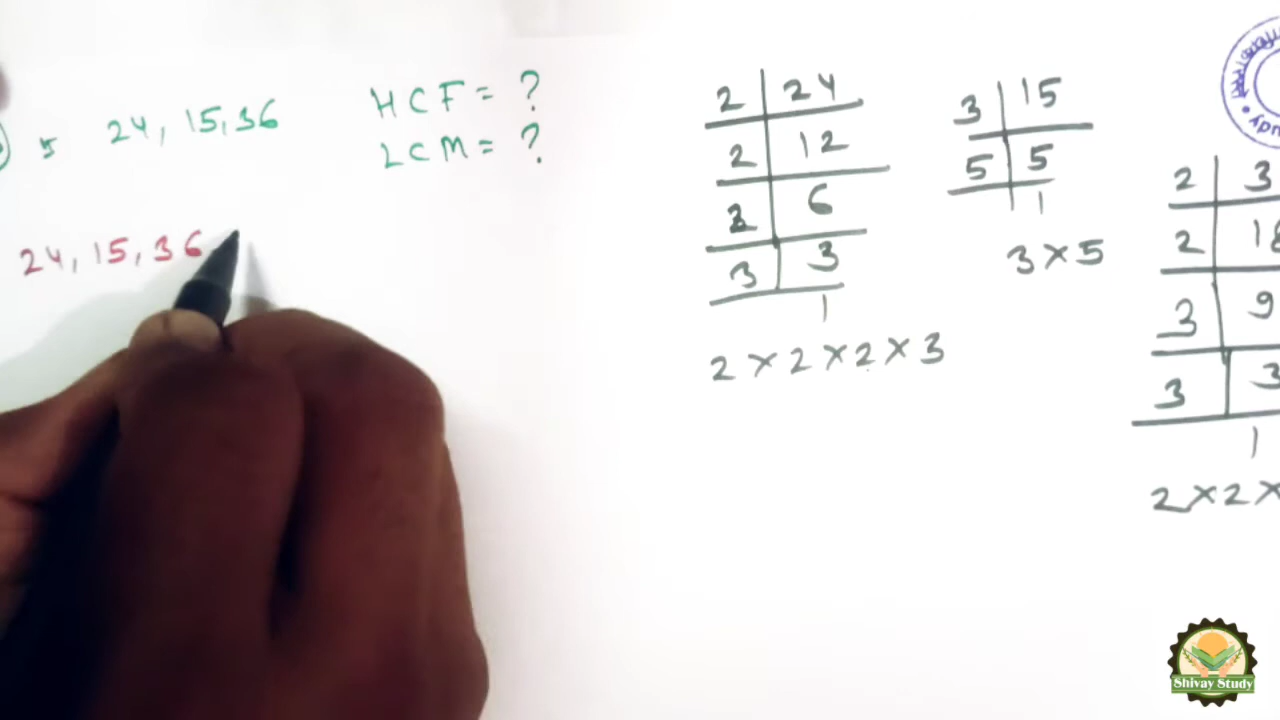 5 24, 15, 36
HCF = ?
LCM = ?
24, 15, 36
2 | 24
2 | 12
2 | 6
3 | 3
1
2 × 2 × 2 × 3
3 | 15
5 | 5
1
3 × 5
2 | 3
2 | 18
3 | 9
3 | 3
1
2 × 2 ×
Shivay Study